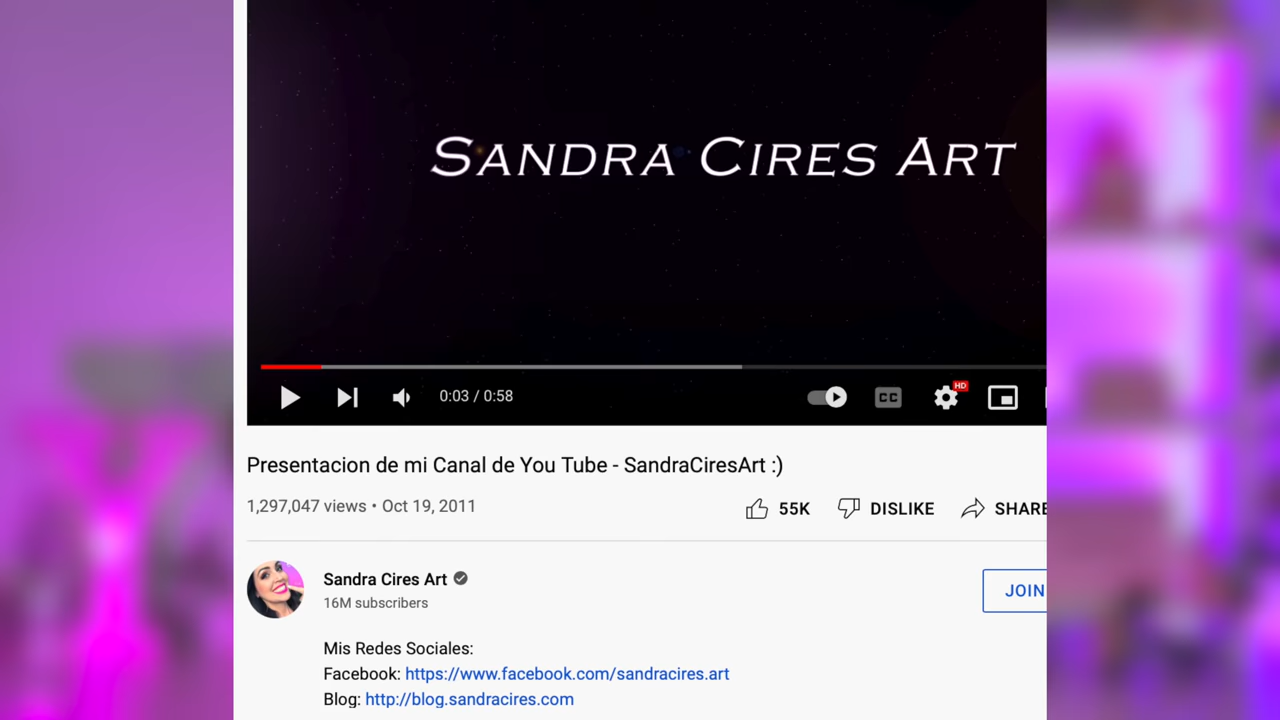 SANDRA CIRES ART
HD
0:03 / 0:58
CC
Presentacion de mi Canal de You Tube - SandraCiresArt :)
1,297,047 views • Oct 19, 2011
55K
DISLIKE
SHARE
Sandra Cires Art
16M subscribers
JOIN
Mis Redes Sociales:
Facebook: https://www.facebook.com/sandracires.art
Blog: http://blog.sandracires.com